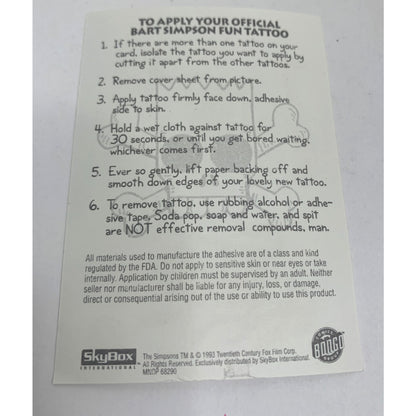 TO APPLY YOUR OFFICIAL
BART SIMPSON FUN TATTOO
1. If there are more than one tattoo on your
card, isolate the tattoo you want to apply by
cutting it apart from the other tattoos.
2. Remove cover sheet from picture.
3. Apply tattoo firmly face down, adhesive
side to skin.
4. Hold a wet cloth against tattoo for
30 seconds, or until you get bored waiting,
whichever comes first.
5. Ever so gently, lift paper backing off and
smooth down edges of your lovely new tattoo.
6. To remove tattoo, use rubbing alcohol or adhe-
sive tape. Soda pop, soap and water, and spit
are NOT effective removal compounds, man.
All materials used to manufacture the adhesive are of a class and kind
regulated by the FDA. Do not apply to sensitive skin or near eyes or take
internally. Application by children must be supervised by an adult. Neither
seller nor manufacturer shall be liable for any injury, loss, or damage,
direct or consequential arising out of the use or ability to use this product.
SKYBOX
INTERNATIONAL
The Simpsons TM & © 1993 Twentieth Century Fox Film Corp.
All Rights Reserved. Exclusively distributed by SkyBox International.
BONGO